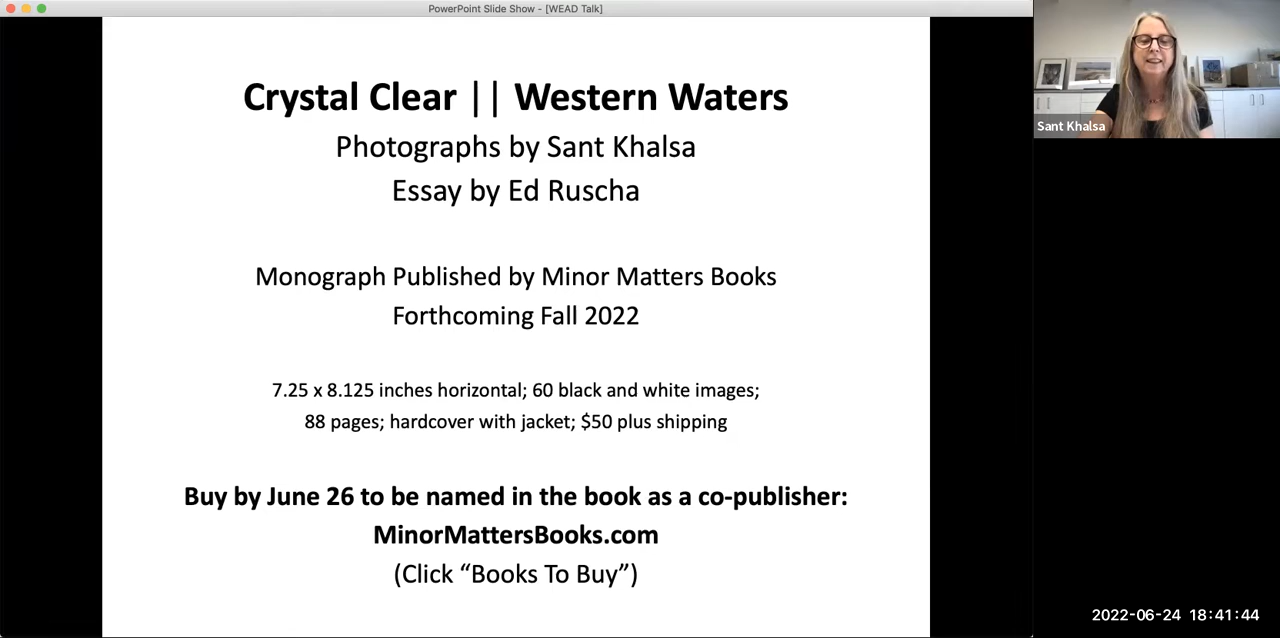 PowerPoint Slide Show - [WEAD Talk]
Crystal Clear || Western Waters
Photographs by Sant Khalsa
Essay by Ed Ruscha
Monograph Published by Minor Matters Books
Forthcoming Fall 2022
7.25 x 8.125 inches horizontal; 60 black and white images;
88 pages; hardcover with jacket; $50 plus shipping
Buy by June 26 to be named in the book as a co-publisher:
MinorMattersBooks.com
(Click “Books To Buy”)
Sant Khalsa
2022-06-24 18:41:44